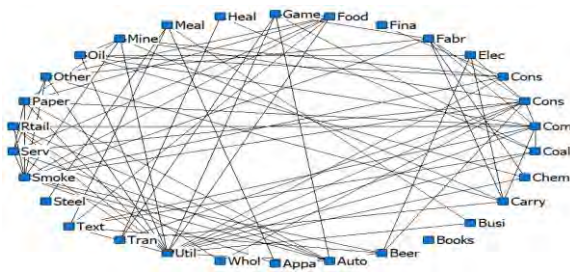 Meal Heal Game Food Fina
Mine Fabr
Oil Elec
Other Cons
Paper Cons
Rtail Com
Serv Coal
Smoke Chem
Steel Carry
Text Busi
Tran Books
Util Whol Appa Auto Beer